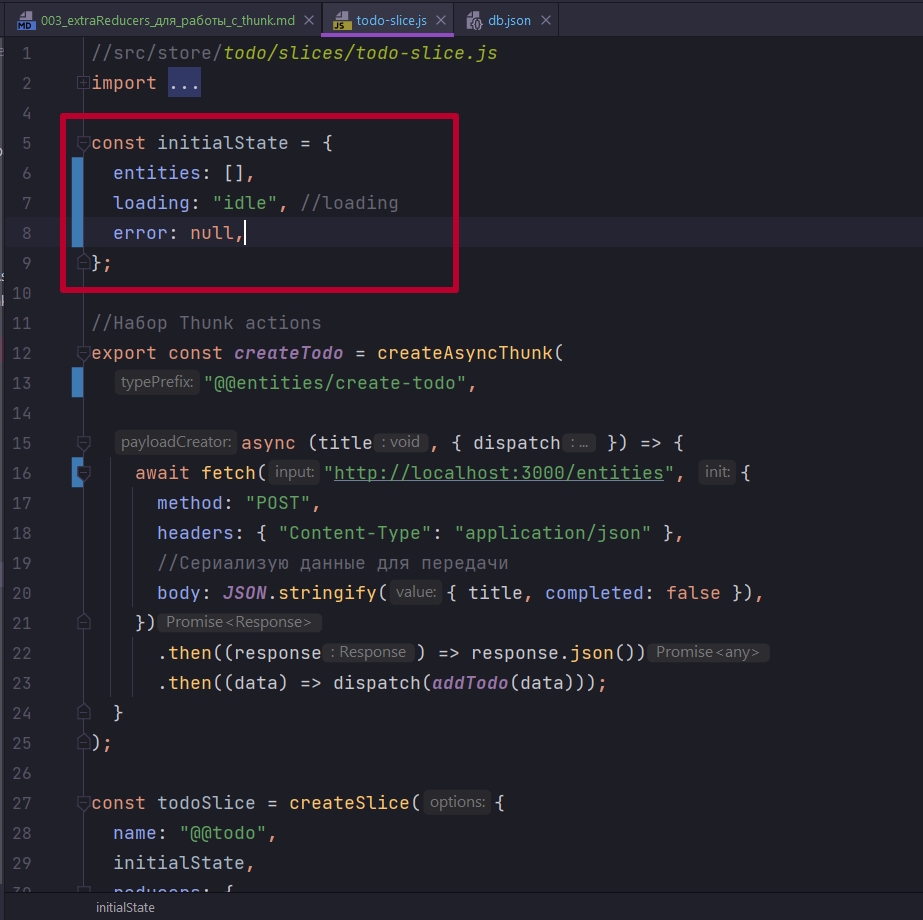 003_extraReducers_для_работы_с_thunk.md todo-slice.js db.json
1 //src/store/todo/slices/todo-slice.js
2 import ...
4
5 const initialState = {
6 entities: [],
7 loading: "idle", //loading
8 error: null,
9 };
10
11 //Набор Thunk actions
12 export const createTodo = createAsyncThunk(
13 typePrefix: "@@entities/create-todo",
14
15 payloadCreator: async (title : void , { dispatch : ... }) => {
16 await fetch( input: "http://localhost:3000/entities", init: {
17 method: "POST",
18 headers: { "Content-Type": "application/json" },
19 //Сериализую данные для передачи
20 body: JSON.stringify( value: { title, completed: false }),
21 }) Promise<Response>
22 .then((response : Response ) => response.json()) Promise<any>
23 .then((data) => dispatch(addTodo(data)));
24 }
25 );
26
27 const todoSlice = createSlice( options: {
28 name: "@@todo",
29 initialState,
30 reducers: {
initialState